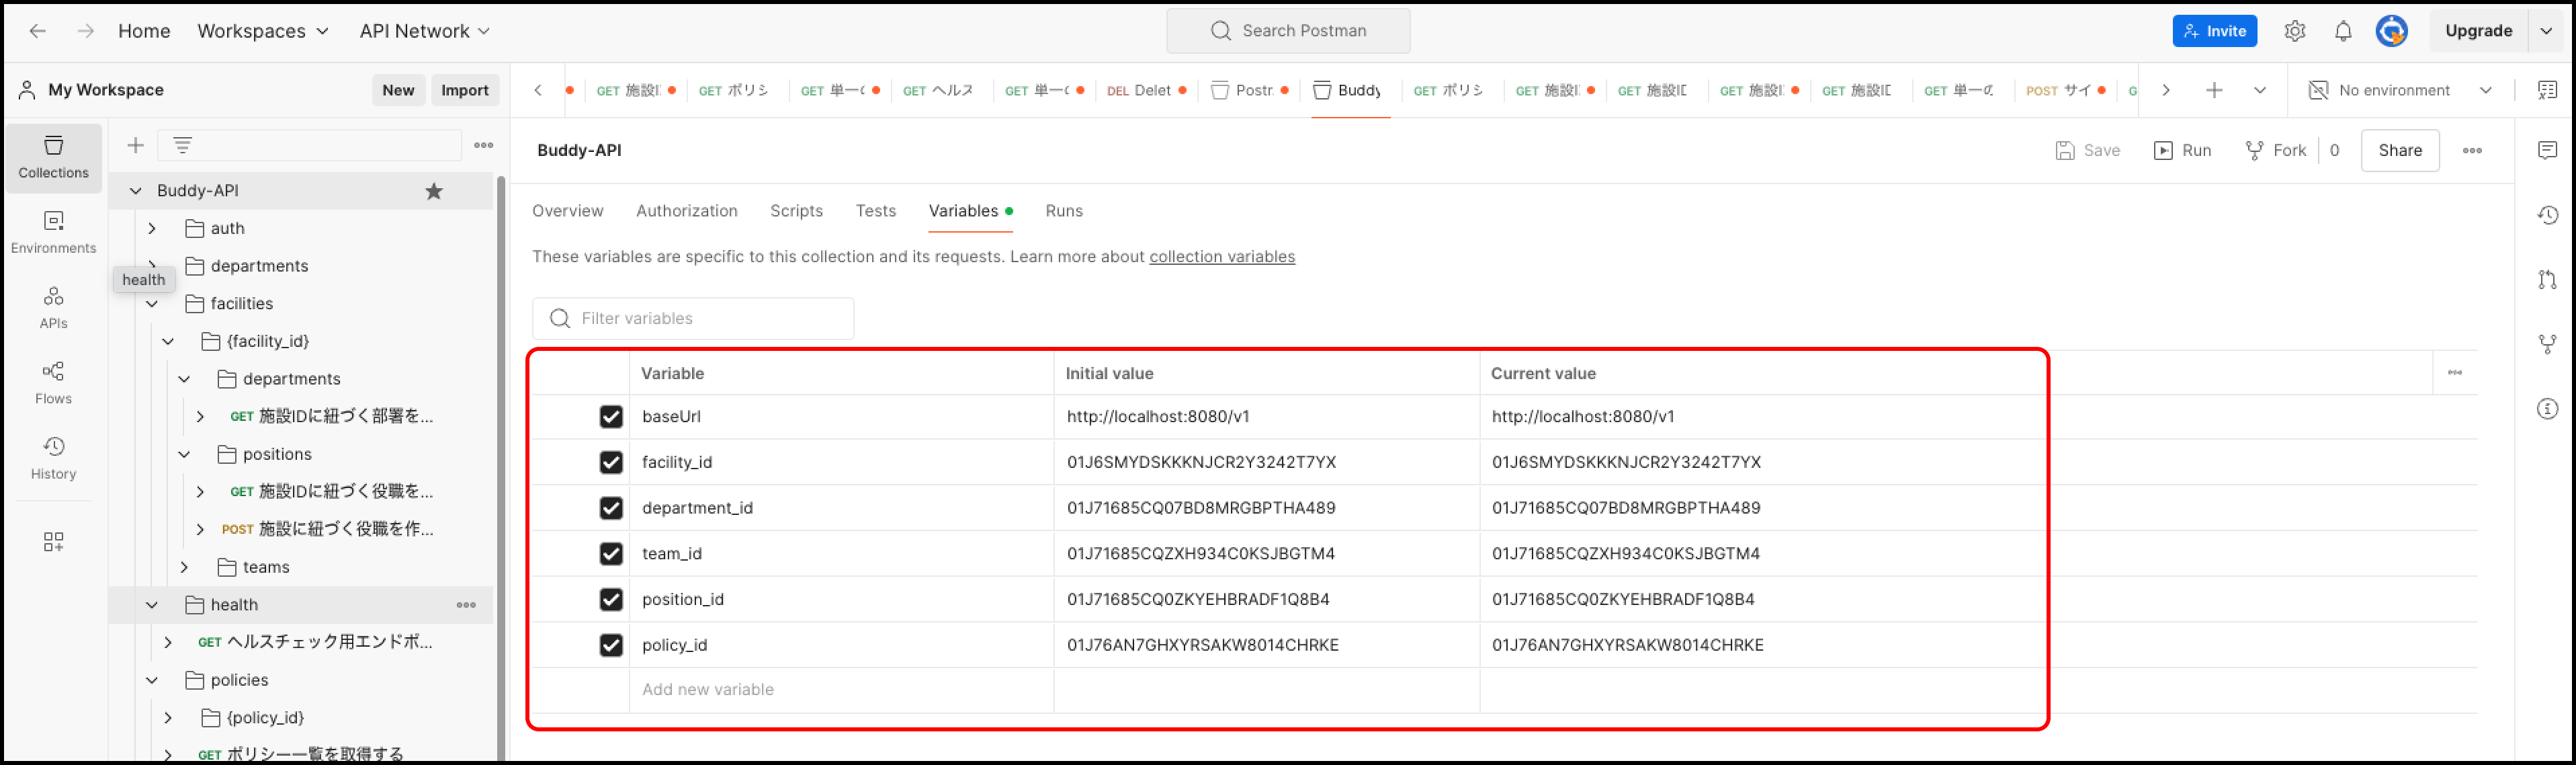 Home Workspaces API Network Search Postman Invite Upgrade
My Workspace New Import
GET 施設I GET ポリシ GET 単一の GET ヘルス GET 単一の DEL Delet Postr Buddy GET ポリシ GET 施設I GET 施設ID GET 施設I GET 施設ID GET 単一の POST サイ G No environment
Collections
Environments
APIs
Flows
History
Buddy-API
auth
departments
health
facilities
{facility_id}
departments
GET 施設IDに紐づく部署を...
positions
GET 施設IDに紐づく役職を...
POST 施設に紐づく役職を作...
teams
health
GET ヘルスチェック用エンドポ...
policies
{policy_id}
GET ポリシー一覧を取得する
Buddy-API Save Run Fork 0 Share
Overview Authorization Scripts Tests Variables Runs
These variables are specific to this collection and its requests. Learn more about collection variables
Filter variables
Variable Initial value Current value
baseUrl http://localhost:8080/v1 http://localhost:8080/v1
facility_id 01J6SMYDSKKKNJCR2Y3242T7YX 01J6SMYDSKKKNJCR2Y3242T7YX
department_id 01J71685CQ07BD8MRGBPTHA489 01J71685CQ07BD8MRGBPTHA489
team_id 01J71685CQZXH934C0KSJBGTM4 01J71685CQZXH934C0KSJBGTM4
position_id 01J71685CQ0ZKYEHBRADF1Q8B4 01J71685CQ0ZKYEHBRADF1Q8B4
policy_id 01J76AN7GHXYRSAKW8014CHRKE 01J76AN7GHXYRSAKW8014CHRKE
Add new variable